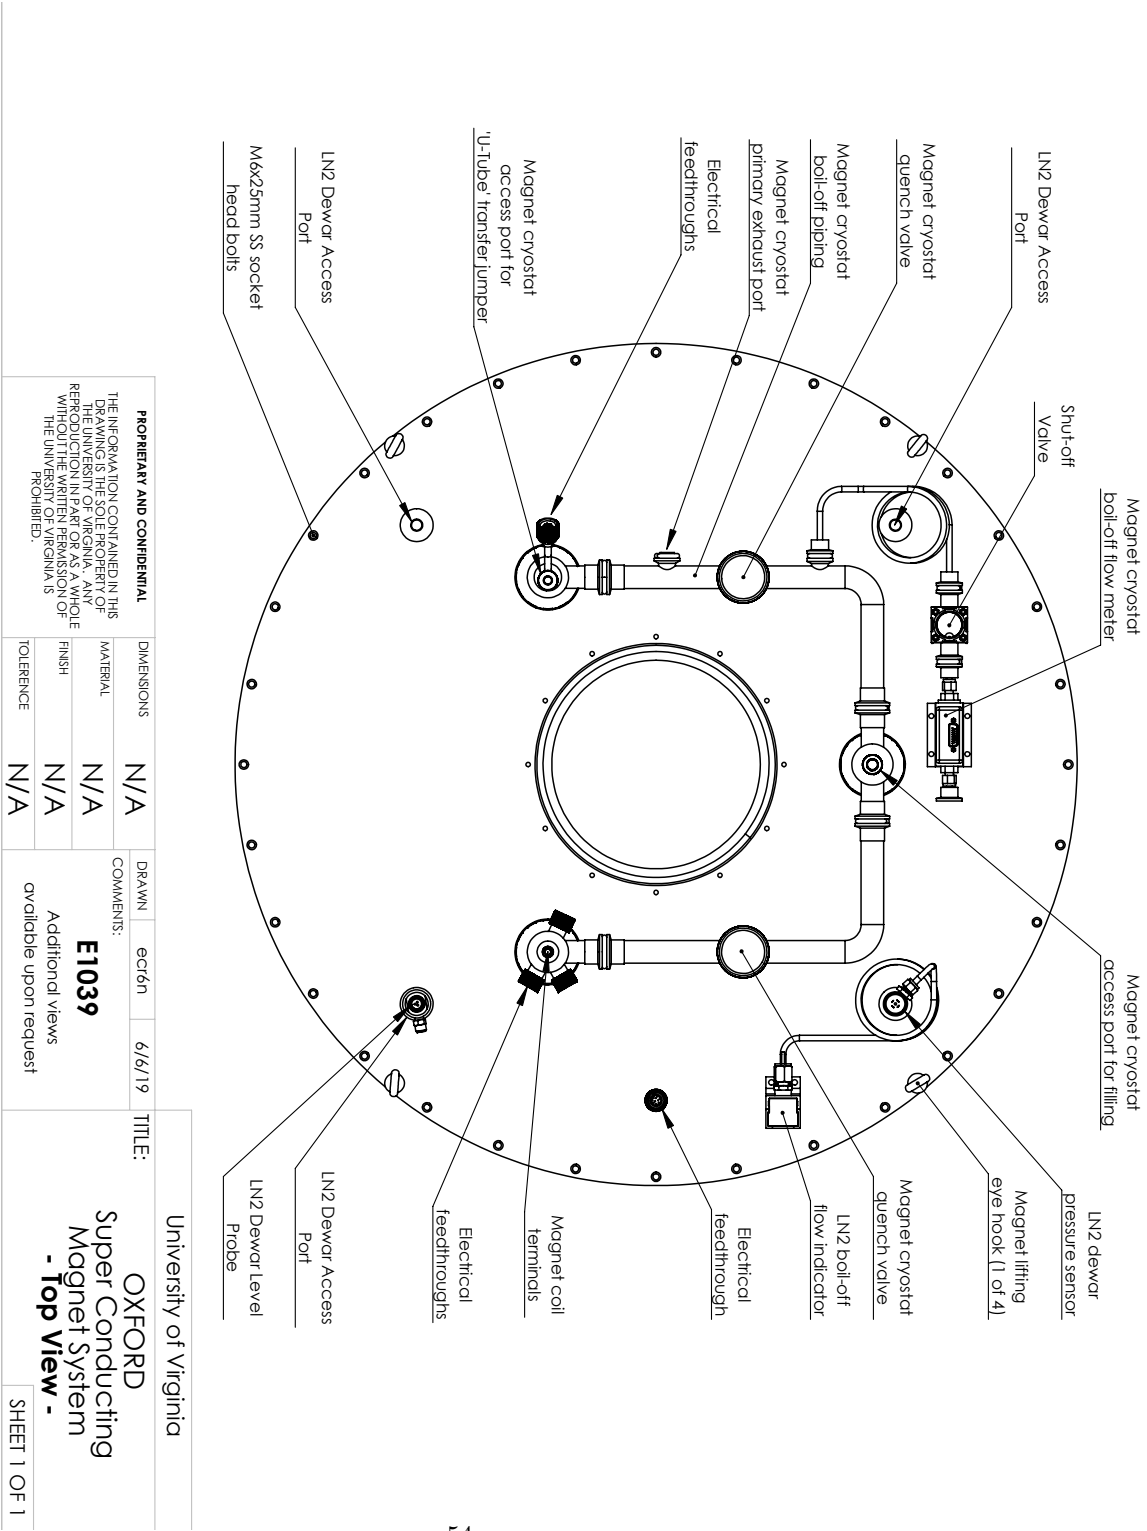 Magnet cryostat
boil-off flow meter
Magnet cryostat
access port for filling
Shut-off
Valve
LN2 Dewar Access
Port
Magnet cryostat
quench valve
Magnet cryostat
boil-off piping
Magnet cryostat
primary exhaust port
Electrical
feedthroughs
Magnet cryostat
access port for
'U-Tube' transfer jumper
LN2 Dewar Access
Port
M6x25mm SS socket
head bolts
LN2 dewar
pressure sensor
Magnet lifting
eye hook (1 of 4)
Magnet cryostat
quench valve
LN2 boil-off
flow indicator
Electrical
feedthrough
Magnet coil
terminals
Electrical
feedthroughs
LN2 Dewar Access
Port
LN2 Dewar Level
Probe
PROPRIETARY AND CONFIDENTIAL
THE INFORMATION CONTAINED IN THIS
DRAWING IS THE SOLE PROPERTY OF
THE UNIVERSITY OF VIRGINIA. ANY
REPRODUCTION IN PART OR AS A WHOLE
WITHOUT THE WRITTEN PERMISSION OF
THE UNIVERSITY OF VIRGINIA IS
PROHIBITED.
DIMENSIONS
N/A
MATERIAL
N/A
FINISH
N/A
TOLERENCE
N/A
DRAWN
ecr6n
6/6/19
COMMENTS:
E1039
Additional views
available upon request
University of Virginia
TITLE:
OXFORD
Super Conducting
Magnet System
- Top View -
SHEET 1 OF 1